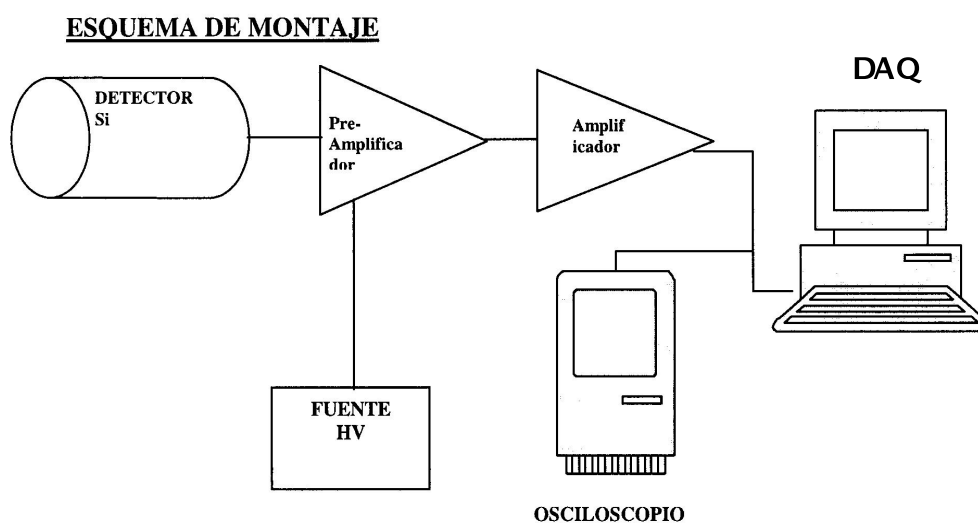 ESQUEMA DE MONTAJE
DETECTOR
Si
Pre-
Amplifica
dor
Amplif
icador
DAQ
FUENTE
HV
OSCILOSCOPIO